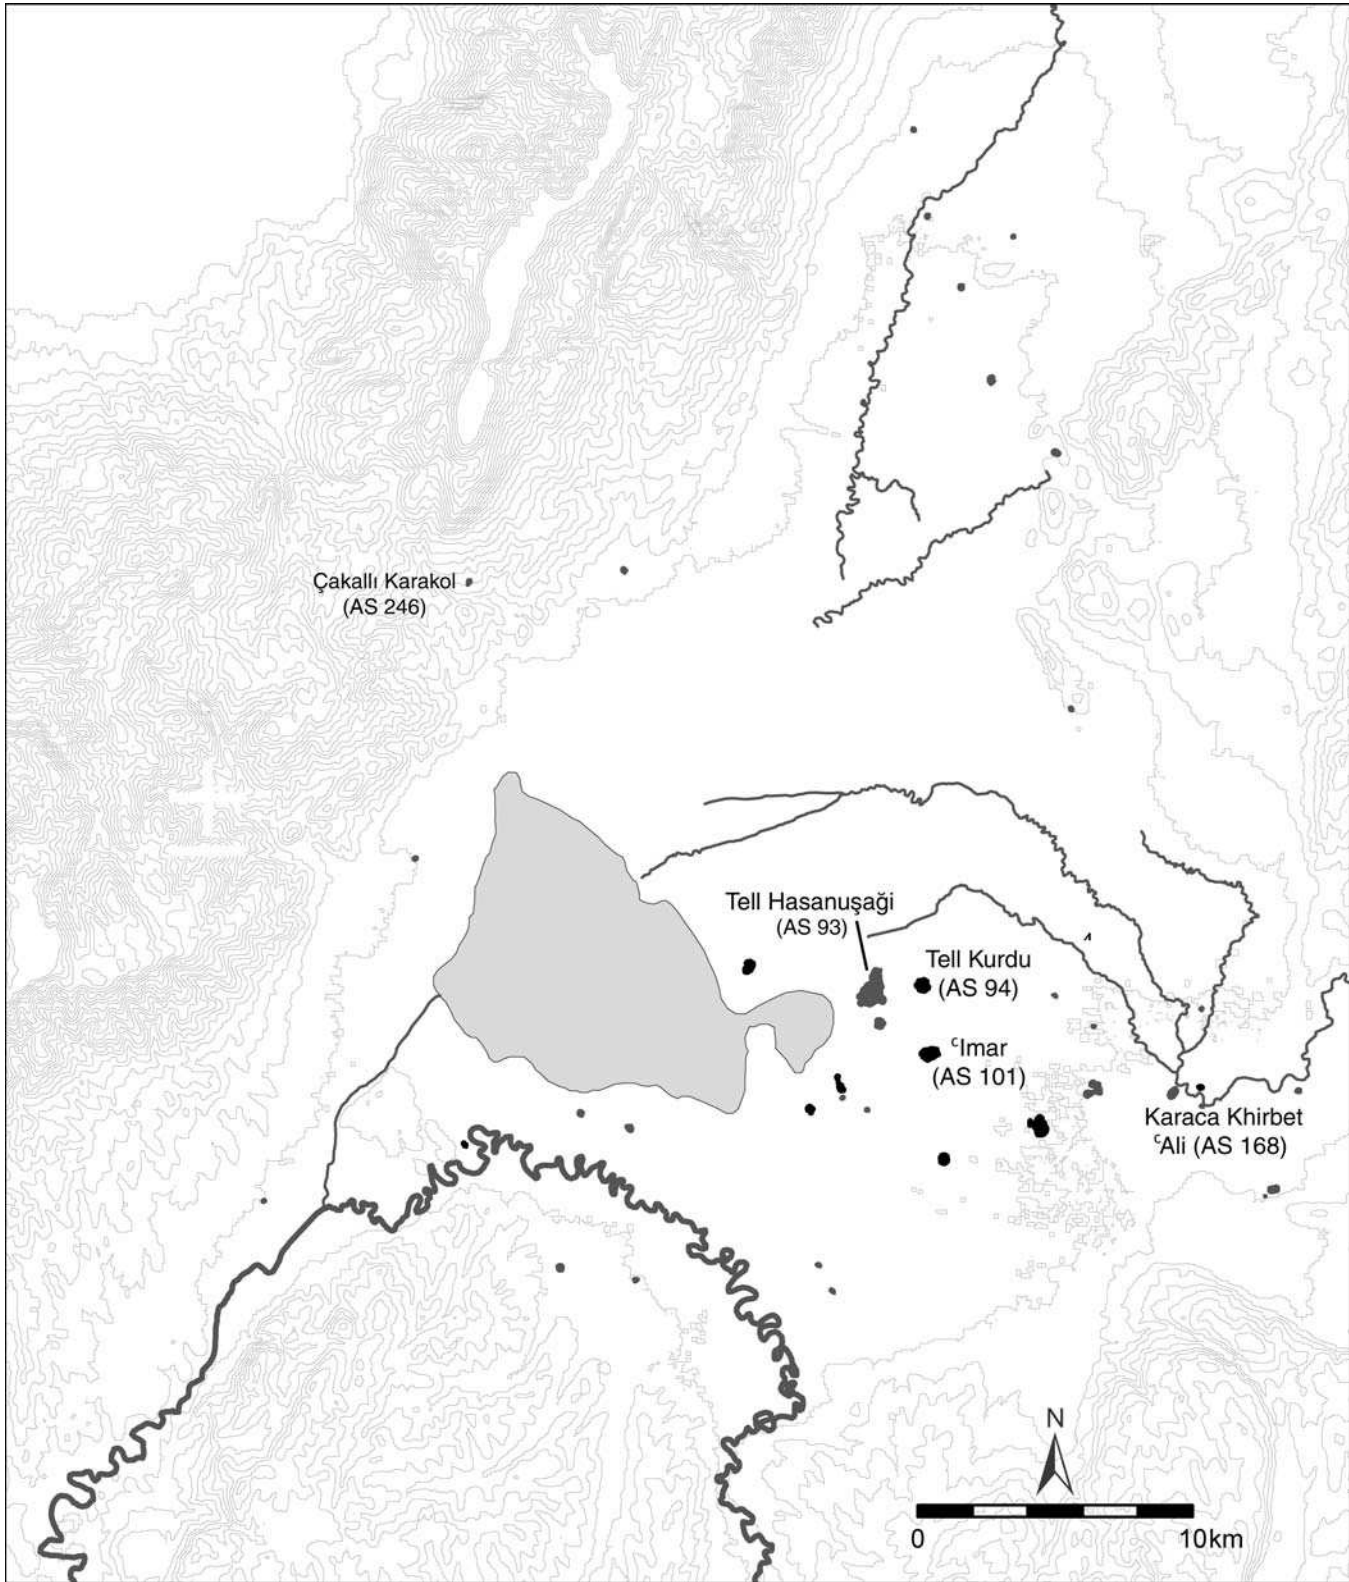 Çakallı Karakol
(AS 246)
Tell Hasanuşaği
(AS 93)
Tell Kurdu
(AS 94)
ᶜImar
(AS 101)
Karaca Khirbet
ᶜAli (AS 168)
N
0 10km